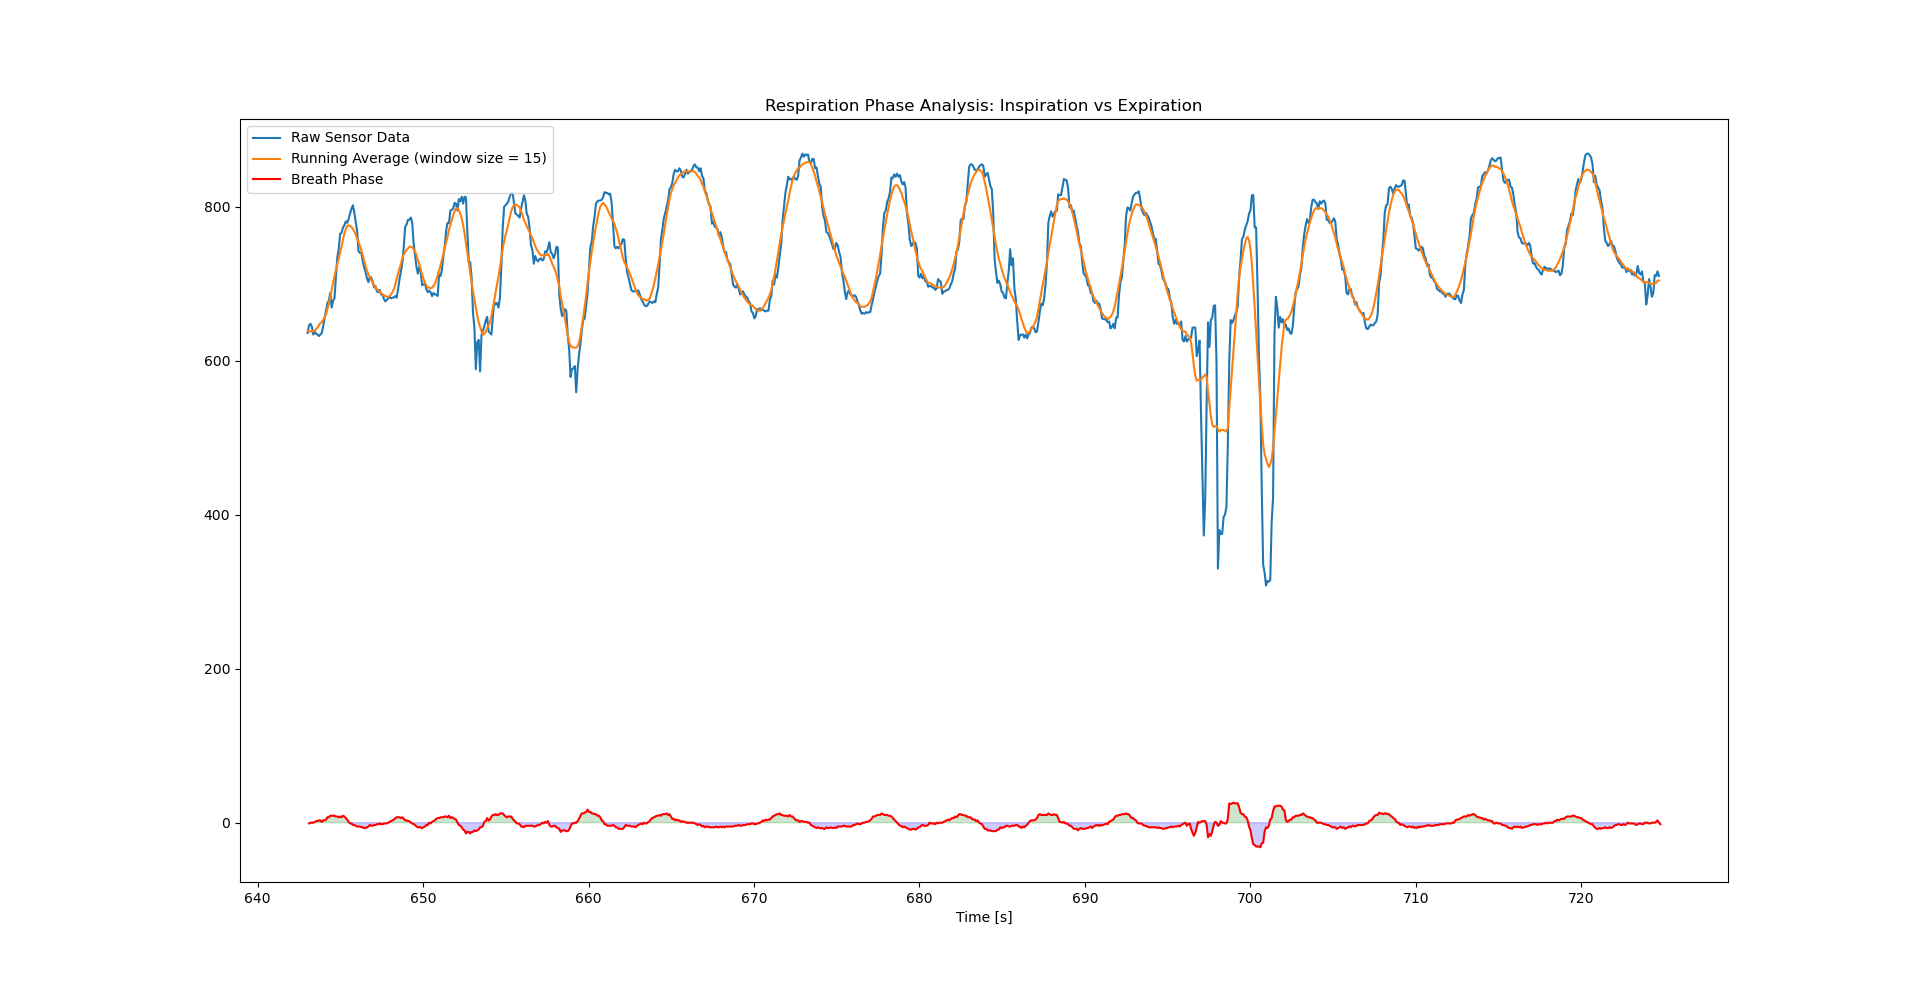 Respiration Phase Analysis: Inspiration vs Expiration
Raw Sensor Data
Running Average (window size = 15)
Breath Phase
800
600
400
200
0
640 650 660 670 680 690 700 710 720
Time [s]